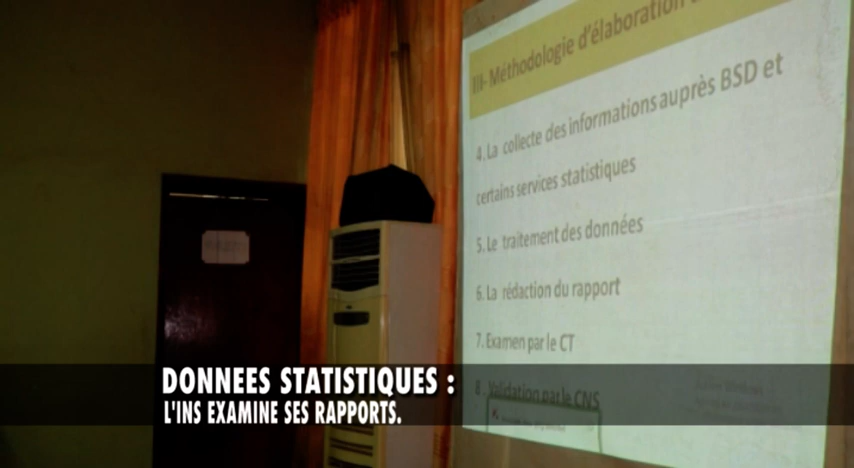 III- Méthodologie d'élaboration
4. La collecte des informations auprès BSD et
certains services statistiques
5. Le traitement des données
6. La rédaction du rapport
7. Examen par le CT
8. Validation par le CNS
DONNEES STATISTIQUES :
L'INS EXAMINE SES RAPPORTS.